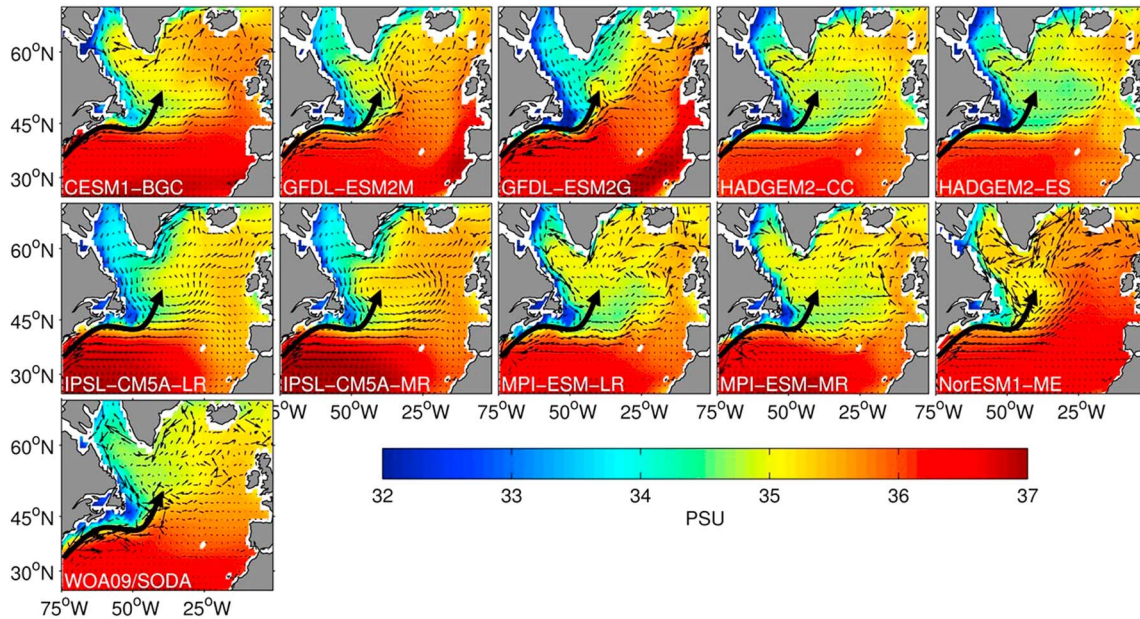 60°N
45°N
30°N
CESM1-BGC
GFDL-ESM2M
GFDL-ESM2G
HADGEM2-CC
HADGEM2-ES
60°N
45°N
30°N
IPSL-CM5A-LR
IPSL-CM5A-MR
MPI-ESM-LR
MPI-ESM-MR
NorESM1-ME
75°W 50°W 25°W 75°W 50°W 25°W 75°W 50°W 25°W 75°W 50°W 25°W
60°N
45°N
30°N
WOA09/SODA
75°W 50°W 25°W
32 33 34 35 36 37
PSU